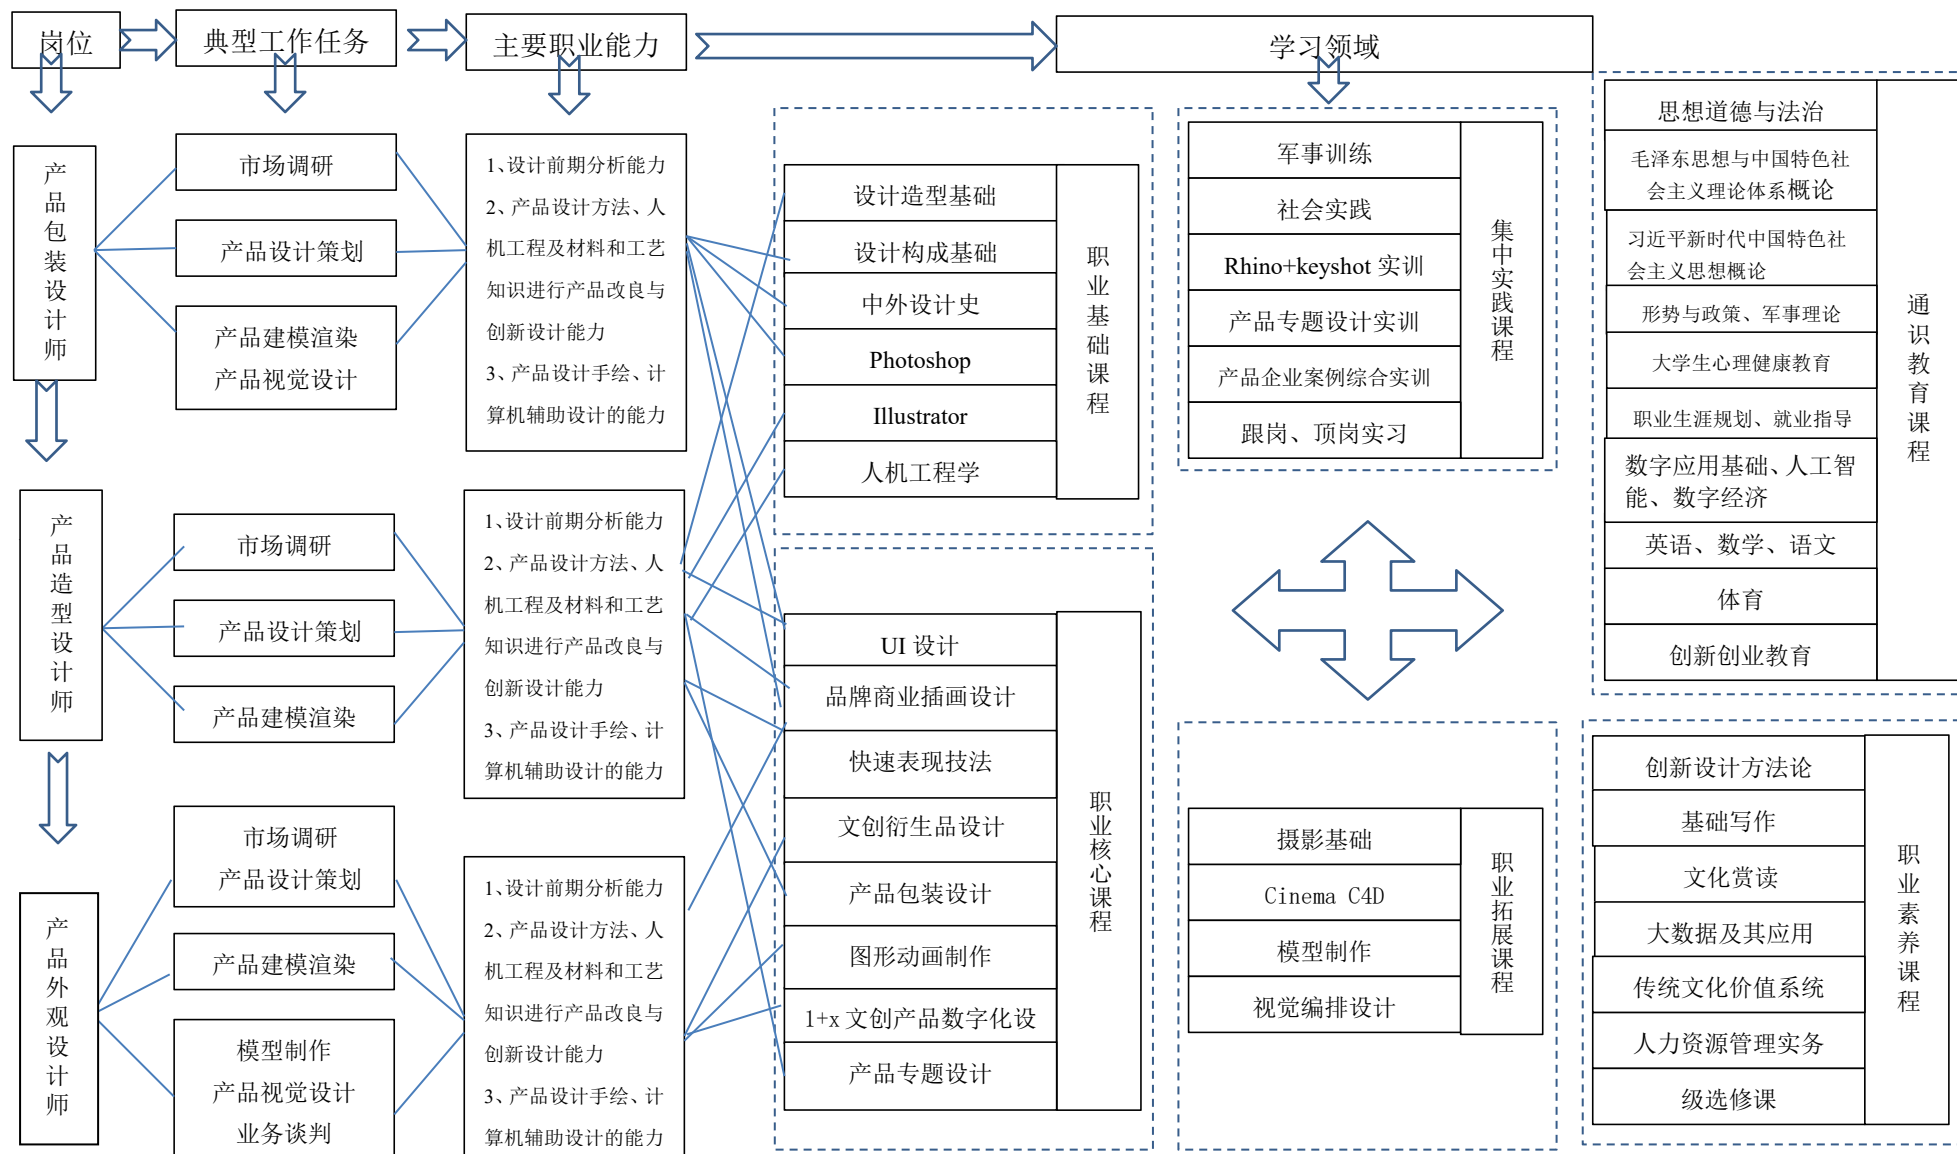 岗位
典型工作任务
主要职业能力
学习领域
产品包装设计师
市场调研
产品设计策划
产品建模渲染
产品视觉设计
1、设计前期分析能力
2、产品设计方法、人
机工程及材料和工艺
知识进行产品改良与
创新设计能力
3、产品设计手绘、计
算机辅助设计的能力
产品造型设计师
市场调研
产品设计策划
产品建模渲染
1、设计前期分析能力
2、产品设计方法、人
机工程及材料和工艺
知识进行产品改良与
创新设计能力
3、产品设计手绘、计
算机辅助设计的能力
产品外观设计师
市场调研
产品设计策划
产品建模渲染
模型制作
产品视觉设计
业务谈判
1、设计前期分析能力
2、产品设计方法、人
机工程及材料和工艺
知识进行产品改良与
创新设计能力
3、产品设计手绘、计
算机辅助设计的能力
设计造型基础
设计构成基础
中外设计史
Photoshop
Illustrator
人机工程学
职业基础课程
UI 设计
品牌商业插画设计
快速表现技法
文创衍生品设计
产品包装设计
图形动画制作
1+x 文创产品数字化设
产品专题设计
职业核心课程
军事训练
社会实践
Rhino+keyshot 实训
产品专题设计实训
产品企业案例综合实训
跟岗、顶岗实习
集中实践课程
摄影基础
Cinema C4D
模型制作
视觉编排设计
职业拓展课程
思想道德与法治
毛泽东思想与中国特色社
会主义理论体系概论
习近平新时代中国特色社
会主义思想概论
形势与政策、军事理论
大学生心理健康教育
职业生涯规划、就业指导
数字应用基础、人工智
能、数字经济
英语、数学、语文
体育
创新创业教育
通识教育课程
创新设计方法论
基础写作
文化赏读
大数据及其应用
传统文化价值系统
人力资源管理实务
级选修课
职业素养课程